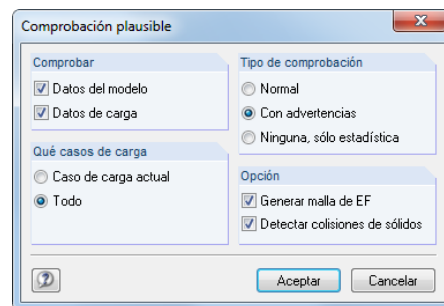 Comprobación plausible
Comprobar
Datos del modelo
Datos de carga
Qué casos de carga
Caso de carga actual
Todo
Tipo de comprobación
Normal
Con advertencias
Ninguna, sólo estadística
Opción
Generar malla de EF
Detectar colisiones de sólidos
Aceptar
Cancelar